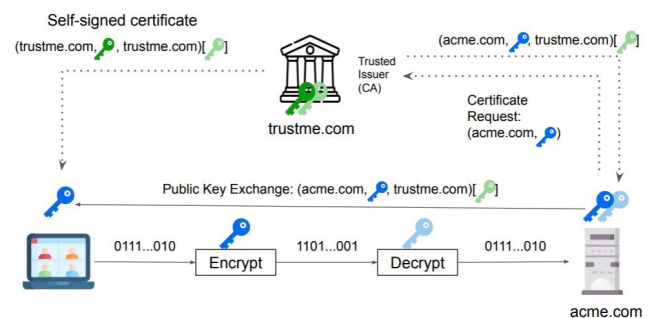 Self-signed certificate
(trustme.com, , trustme.com)[ ]
(acme.com, , trustme.com)[ ]
Trusted
Issuer
(CA)
trustme.com
Certificate
Request:
(acme.com, )
Public Key Exchange: (acme.com, , trustme.com)[ ]
0111...010
Encrypt
1101...001
Decrypt
0111...010
acme.com